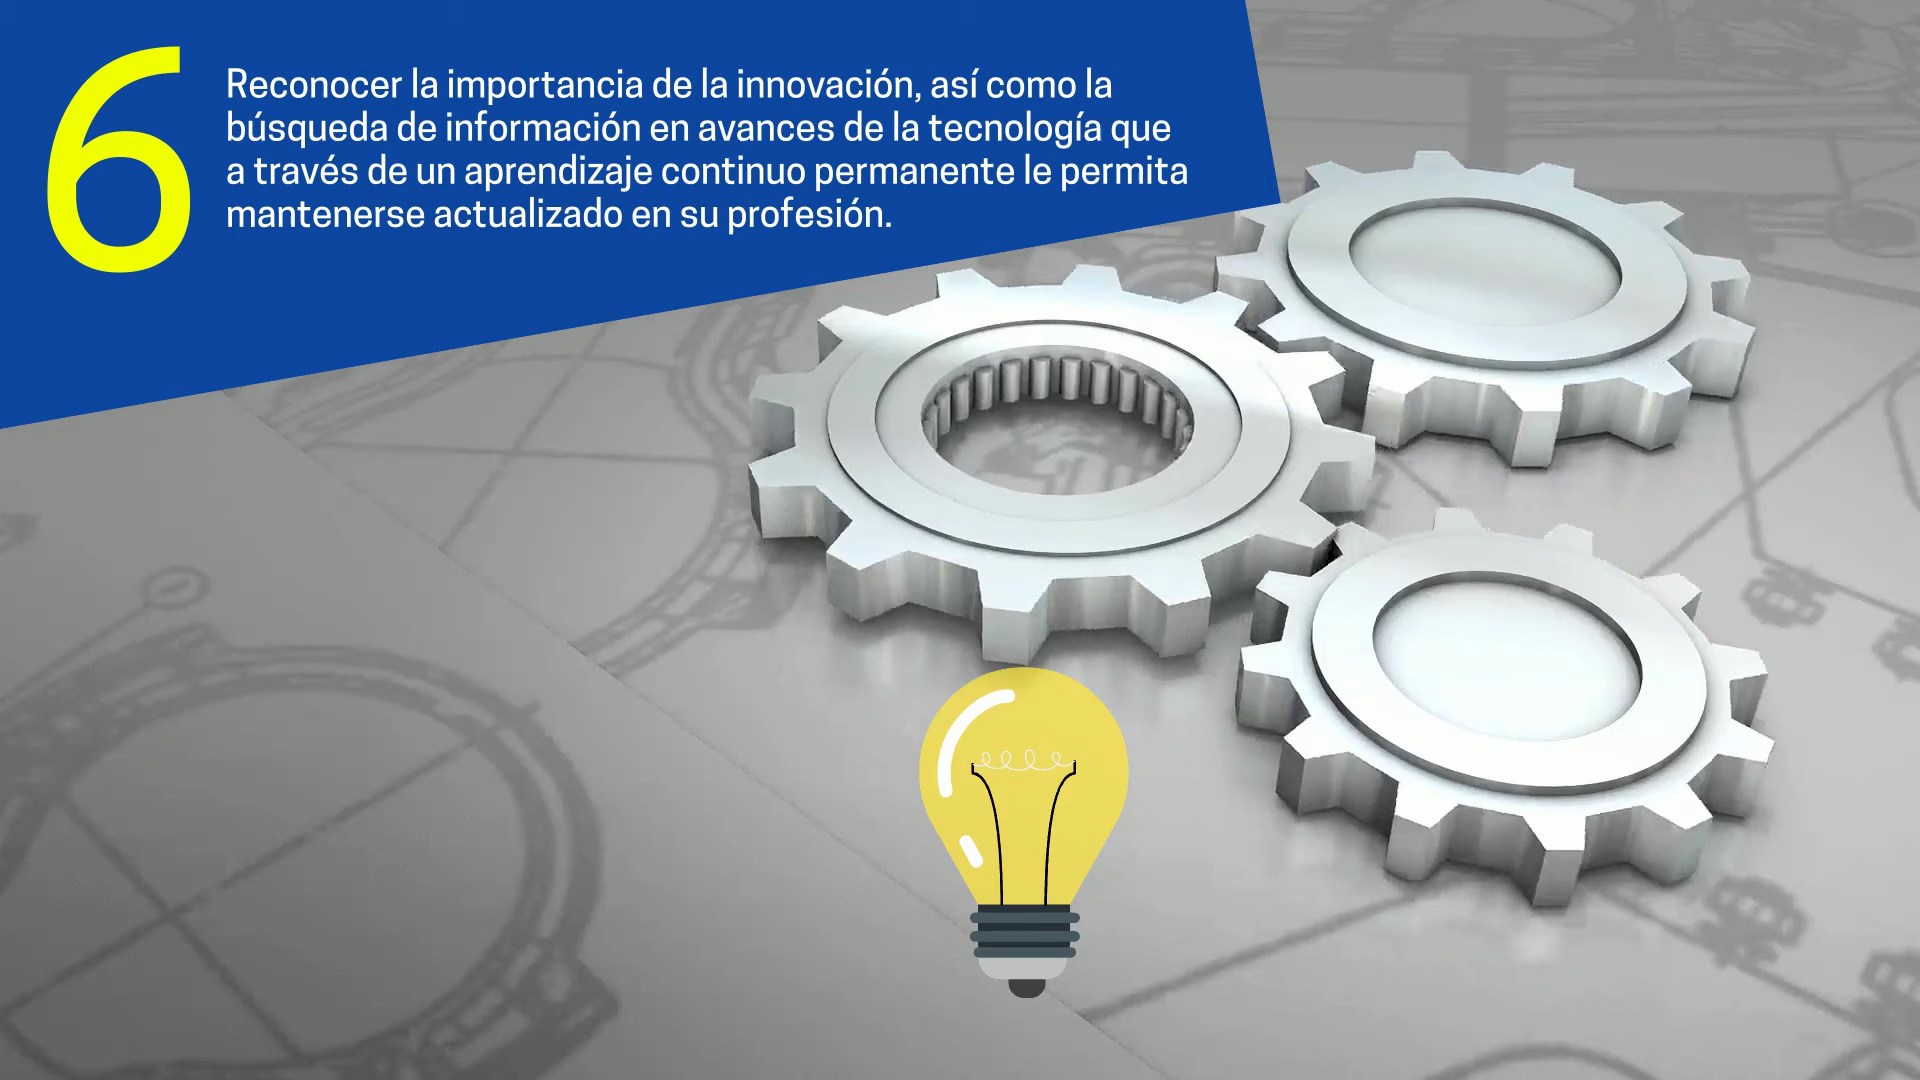 6
Reconocer la importancia de la innovación, así como la
búsqueda de información en avances de la tecnología que
a través de un aprendizaje continuo permanente le permita
mantenerse actualizado en su profesión.